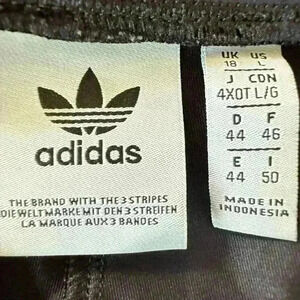 adidas
THE BRAND WITH THE 3 STRIPES
DIE WELTMARKE MIT DEN 3 STREIFEN
LA MARQUE AUX 3 BANDES
UK US
18 L
J CDN
4XOT L/G
D F
44 46
E I
44 50
MADE IN
INDONESIA